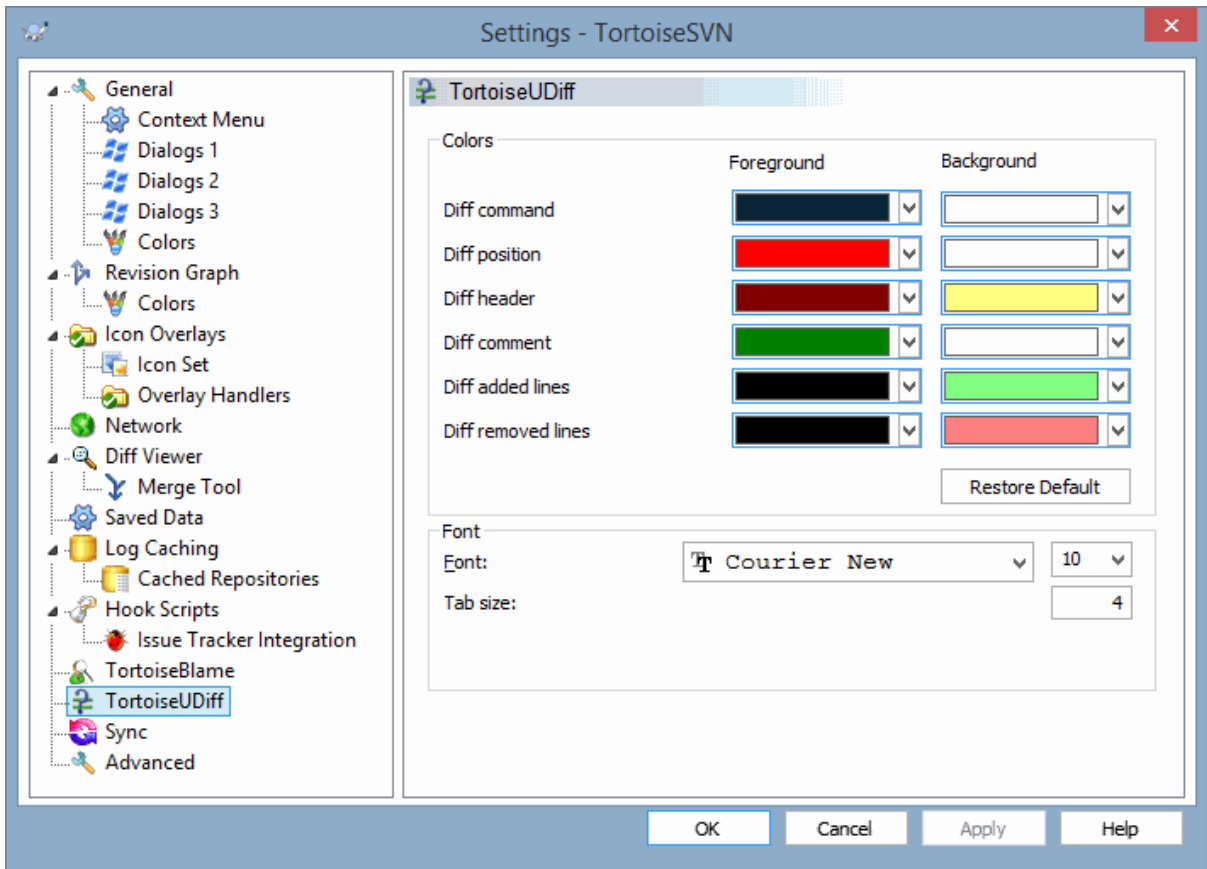 Settings - TortoiseSVN
General
Context Menu
Dialogs 1
Dialogs 2
Dialogs 3
Colors
Revision Graph
Colors
Icon Overlays
Icon Set
Overlay Handlers
Network
Diff Viewer
Merge Tool
Saved Data
Log Caching
Cached Repositories
Hook Scripts
Issue Tracker Integration
TortoiseBlame
TortoiseUDiff
Sync
Advanced
TortoiseUDiff
Colors
Foreground Background
Diff command
Diff position
Diff header
Diff comment
Diff added lines
Diff removed lines
Restore Default
Font
Font: Courier New 10
Tab size: 4
OK Cancel Apply Help